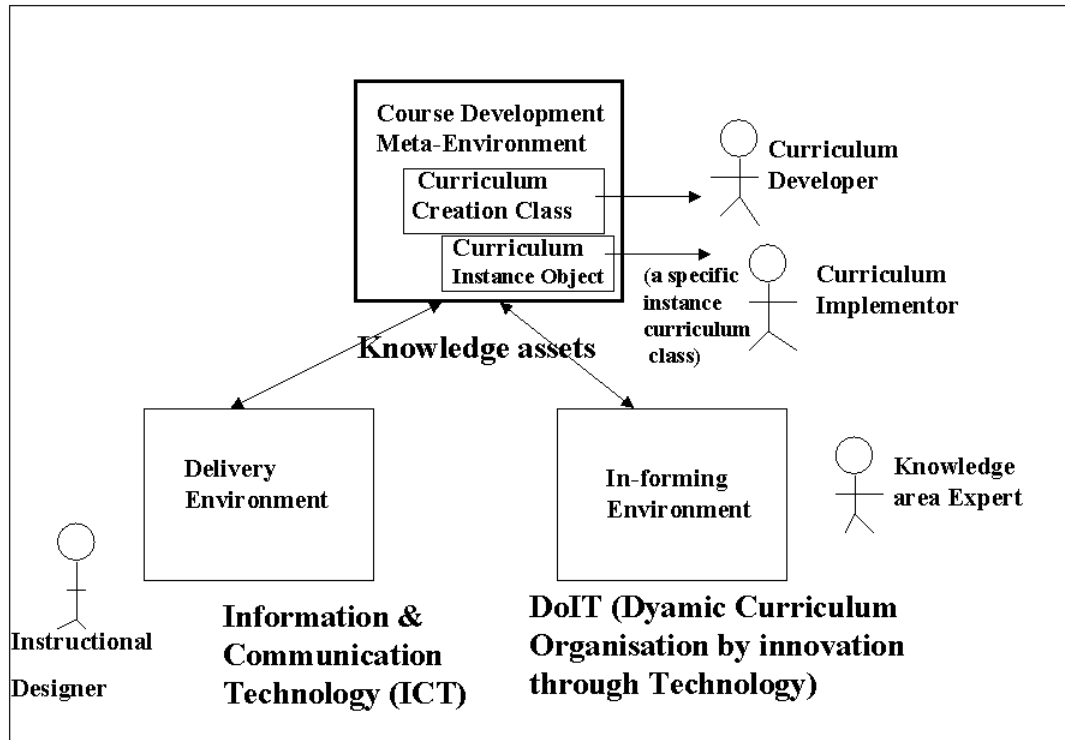 Course Development
Meta-Environment
Curriculum
Creation Class
Curriculum
Instance Object
Curriculum
Developer
(a specific
instance
curriculum
class)
Curriculum
Implementor
Knowledge assets
Delivery
Environment
In-forming
Environment
Knowledge
area Expert
Instructional
Designer
Information &
Communication
Technology (ICT)
DoIT (Dyamic Curriculum
Organisation by innovation
through Technology)